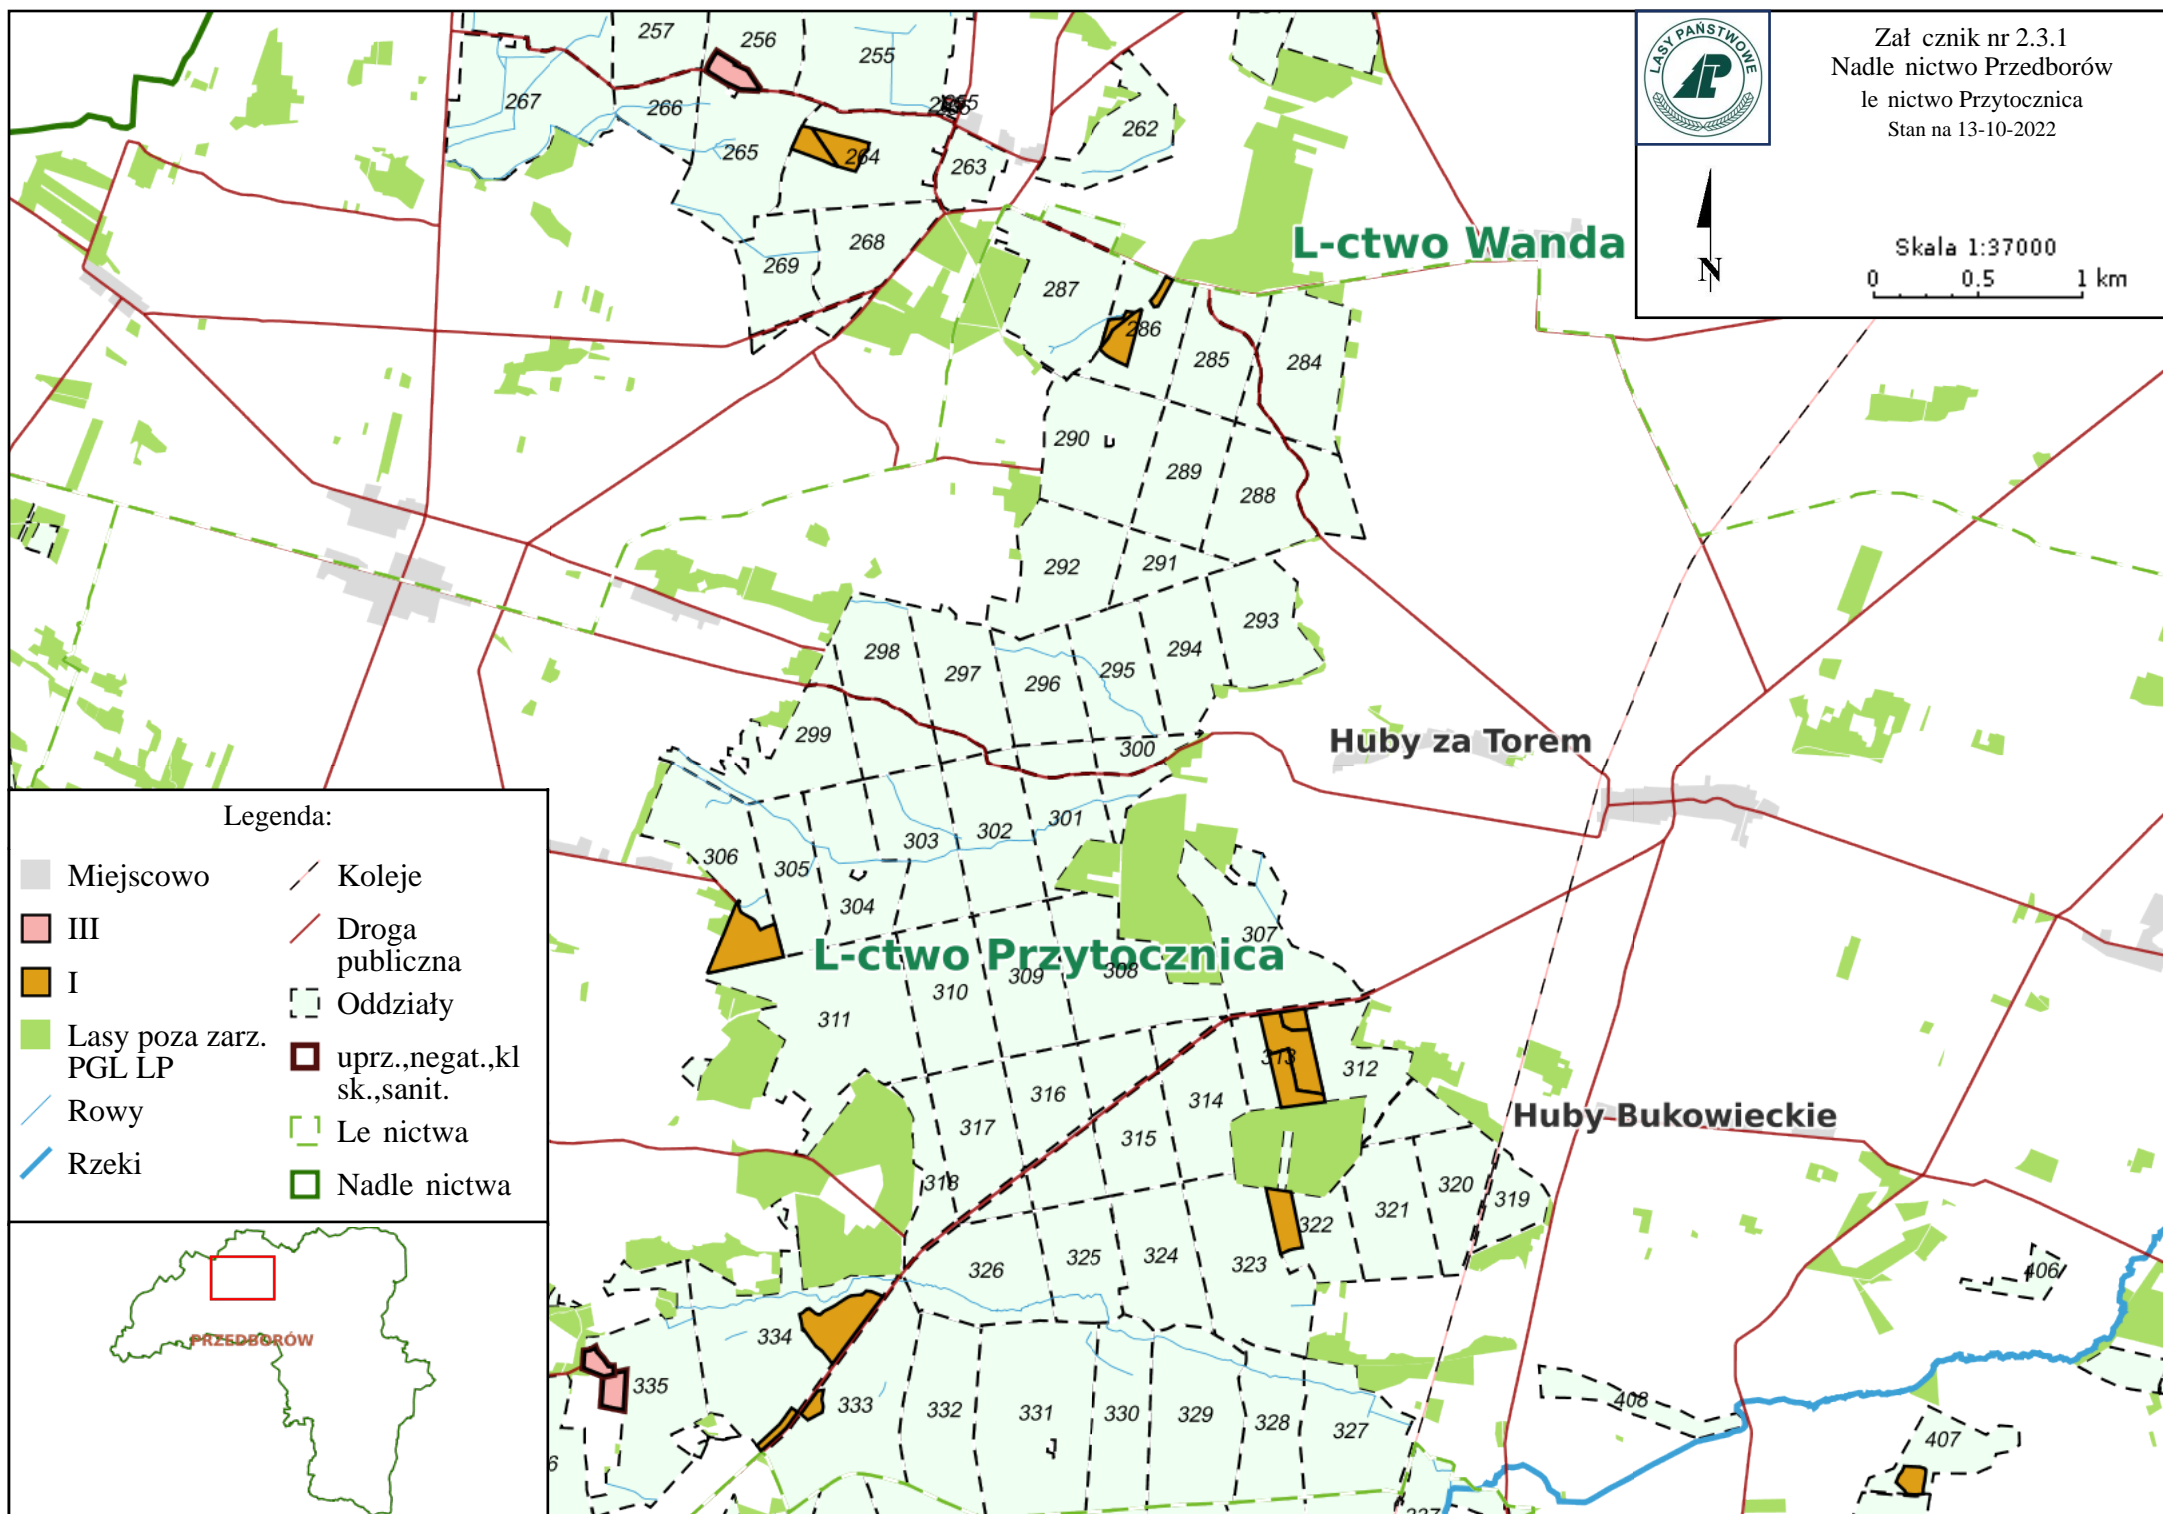 LASY PAŃSTWOWE
Zał cznik nr 2.3.1
Nadle nictwo Przedborów
le nictwo Przytocznica
Stan na 13-10-2022
Skala 1:37000
0 0.5 1 km
N
257
256
255
267
266
265
264
263
262
268
269
L-ctwo Wanda
287
286
285
284
290
289
288
292
291
293
294
295
296
297
298
299
300
Huby za Torem
301
302
303
304
305
306
307
L-ctwo Przytocznica
308
309
310
311
312
313
314
315
316
317
318
Huby Bukowieckie
319
320
321
322
323
324
325
326
327
328
329
330
331
332
333
334
335
406
407
408
Legenda:
Miejscowo
III
I
Lasy poza zarz.
PGL LP
Rowy
Rzeki
Koleje
Droga
publiczna
Oddziały
uprz.,negat.,kl
sk.,sanit.
Le nictwa
Nadle nictwa
PRZEDBORÓW